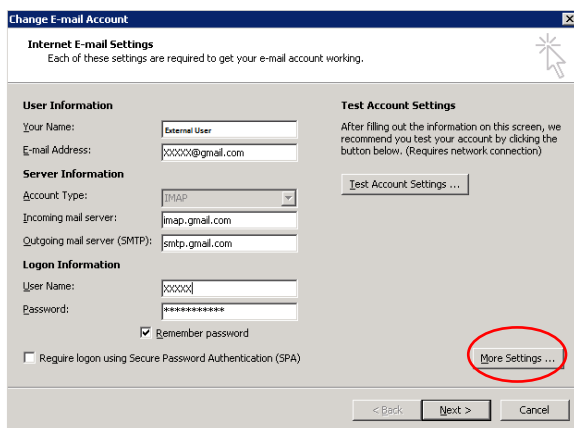 Change E-mail Account
Internet E-mail Settings
Each of these settings are required to get your e-mail account working.
User Information
Your Name:
External User
E-mail Address:
XXXXX@gmail.com
Server Information
Account Type:
IMAP
Incoming mail server:
imap.gmail.com
Outgoing mail server (SMTP):
smtp.gmail.com
Logon Information
User Name:
XXXXX
Password:
***********
Remember password
Require logon using Secure Password Authentication (SPA)
Test Account Settings
After filling out the information on this screen, we
recommend you test your account by clicking the
button below. (Requires network connection)
Test Account Settings ...
More Settings ...
< Back
Next >
Cancel